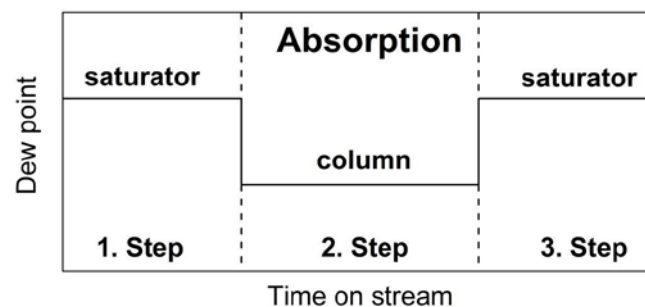 Absorption
saturator
saturator
column
1. Step
2. Step
3. Step
Dew point
Time on stream